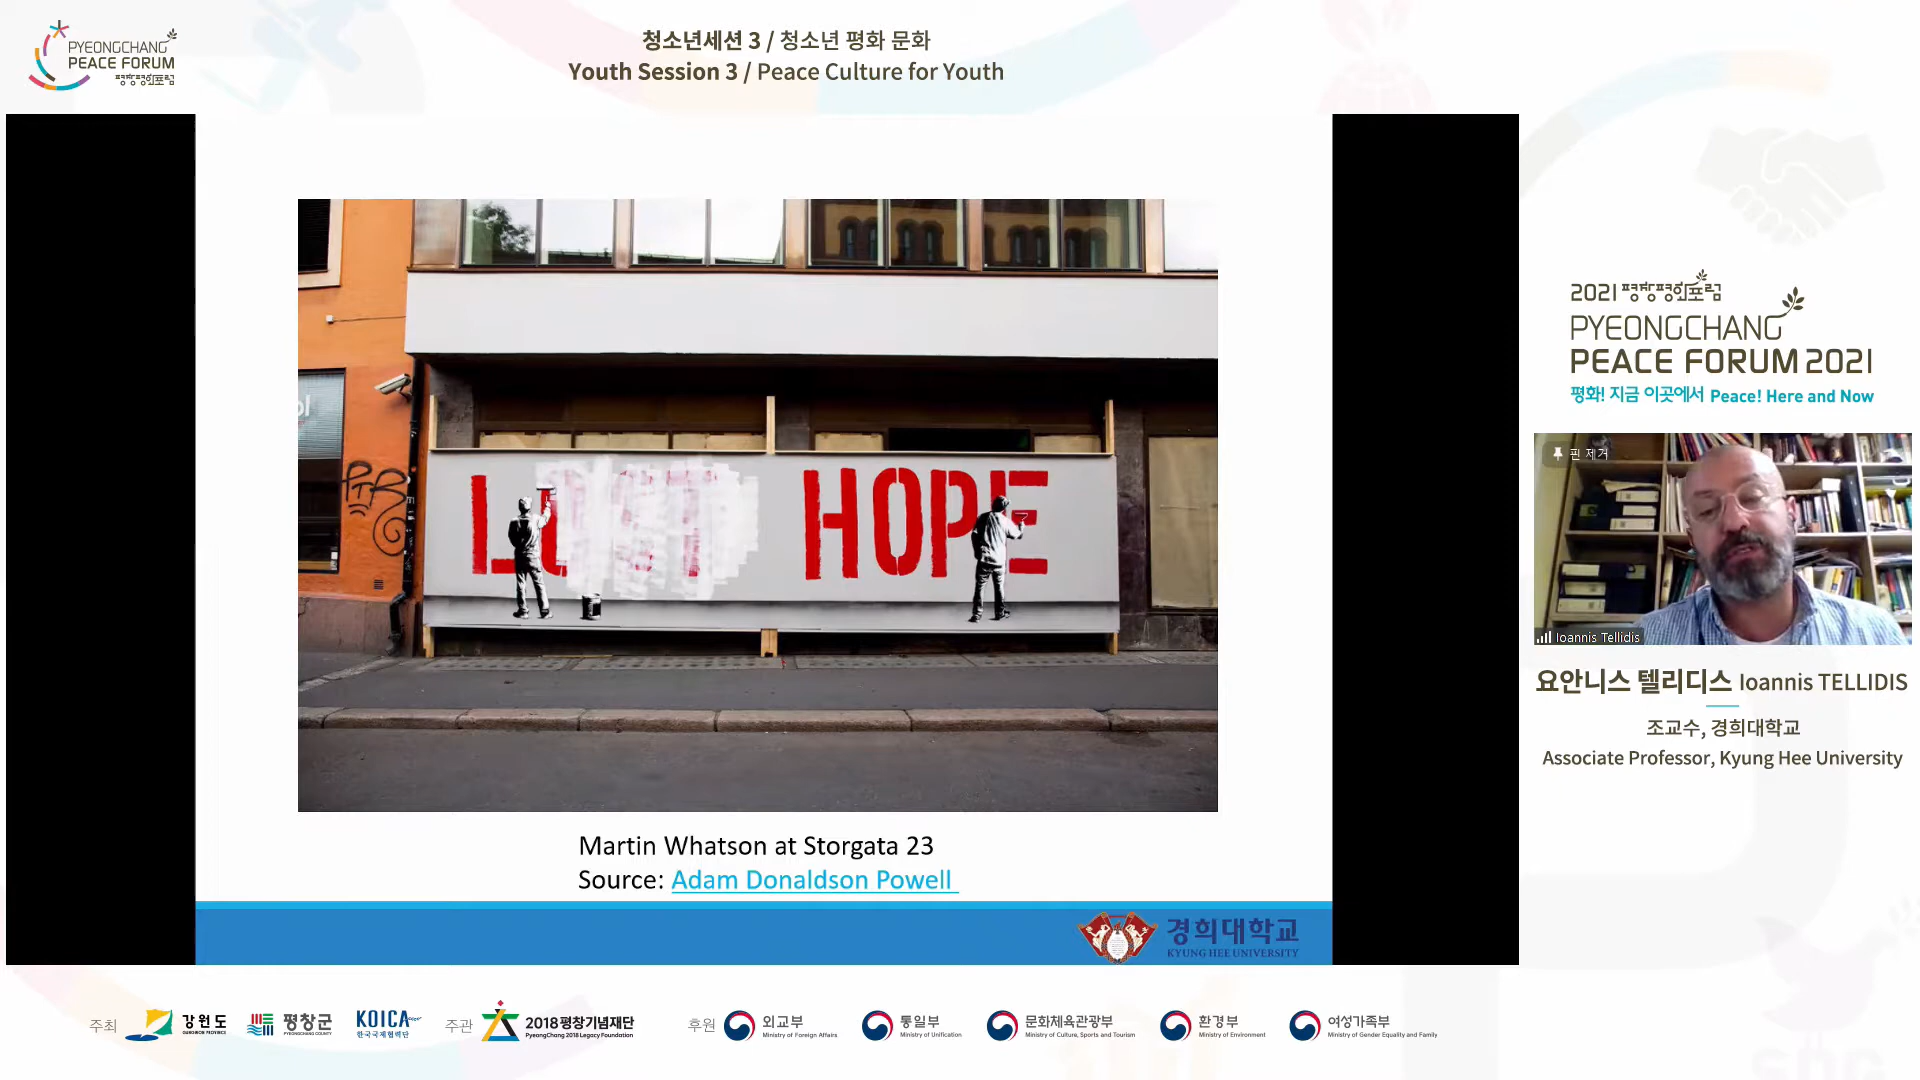 PYEONGCHANG
PEACE FORUM
평창평화포럼
청소년세션 3 / 청소년 평화 문화
Youth Session 3 / Peace Culture for Youth
PTR
LOST HOPE
Martin Whatson at Storgata 23
Source: Adam Donaldson Powell
경희대학교
KYUNG HEE UNIVERSITY
2021 평창평화포럼
PYEONGCHANG
PEACE FORUM 2021
평화! 지금 이곳에서 Peace! Here and Now
핀 제거
Ioannis Tellidis
요안니스 텔리디스 Ioannis TELLIDIS
조교수, 경희대학교
Associate Professor, Kyung Hee University
주최
강원도
GANGWON PROVINCE
평창군
PYEONGCHANG COUNTY
KOICA
한국국제협력단
주관
2018평창기념재단
PyeongChang 2018 Legacy Foundation
후원
외교부
Ministry of Foreign Affairs
통일부
Ministry of Unification
문화체육관광부
Ministry of Culture, Sports and Tourism
환경부
Ministry of Environment
여성가족부
Ministry of Gender Equality and Family